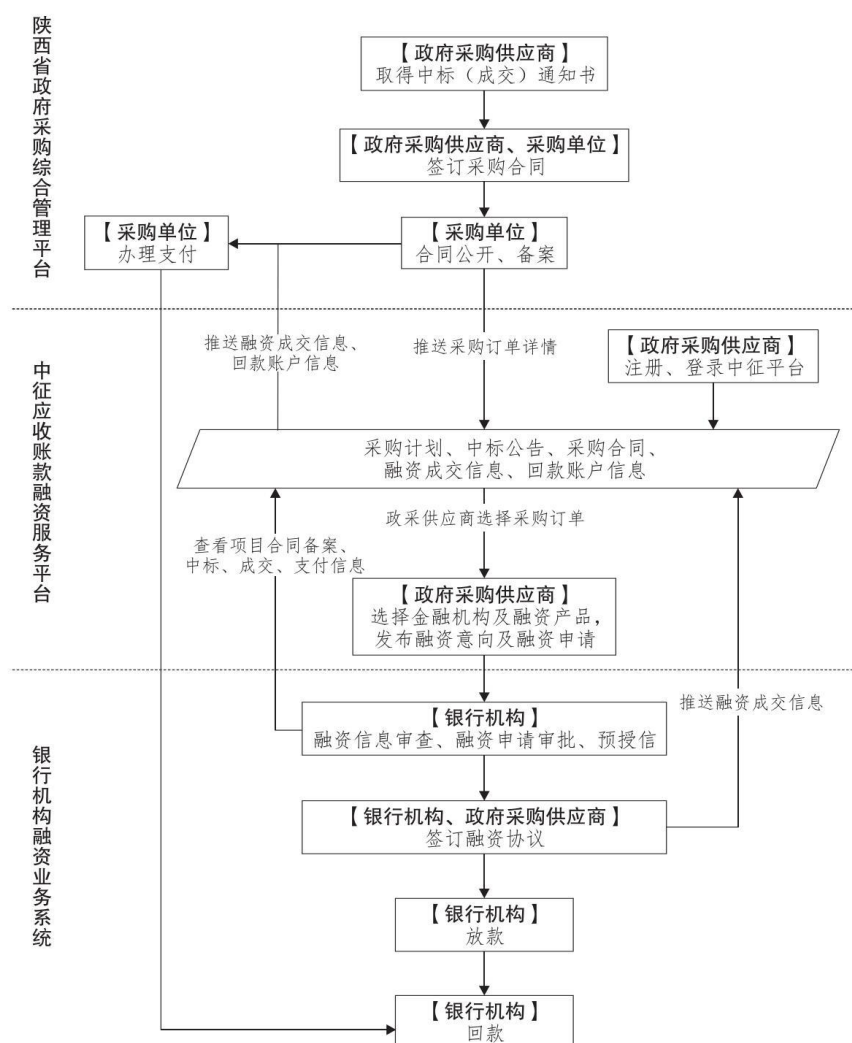 陕西省政府采购综合管理平台
【政府采购供应商】
取得中标（成交）通知书
【政府采购供应商、采购单位】
签订采购合同
【采购单位】
办理支付
【采购单位】
合同公开、备案
中征应收账款融资服务平台
推送融资成交信息、
回款账户信息
推送采购订单详情
【政府采购供应商】
注册、登录中征平台
采购计划、中标公告、采购合同、
融资成交信息、回款账户信息
政采供应商选择采购订单
查看项目合同备案、
中标、成交、支付信息
【政府采购供应商】
选择金融机构及融资产品，
发布融资意向及融资申请
银行机构融资业务系统
【银行机构】
融资信息审查、融资申请审批、预授信
推送融资成交信息
【银行机构、政府采购供应商】
签订融资协议
【银行机构】
放款
【银行机构】
回款